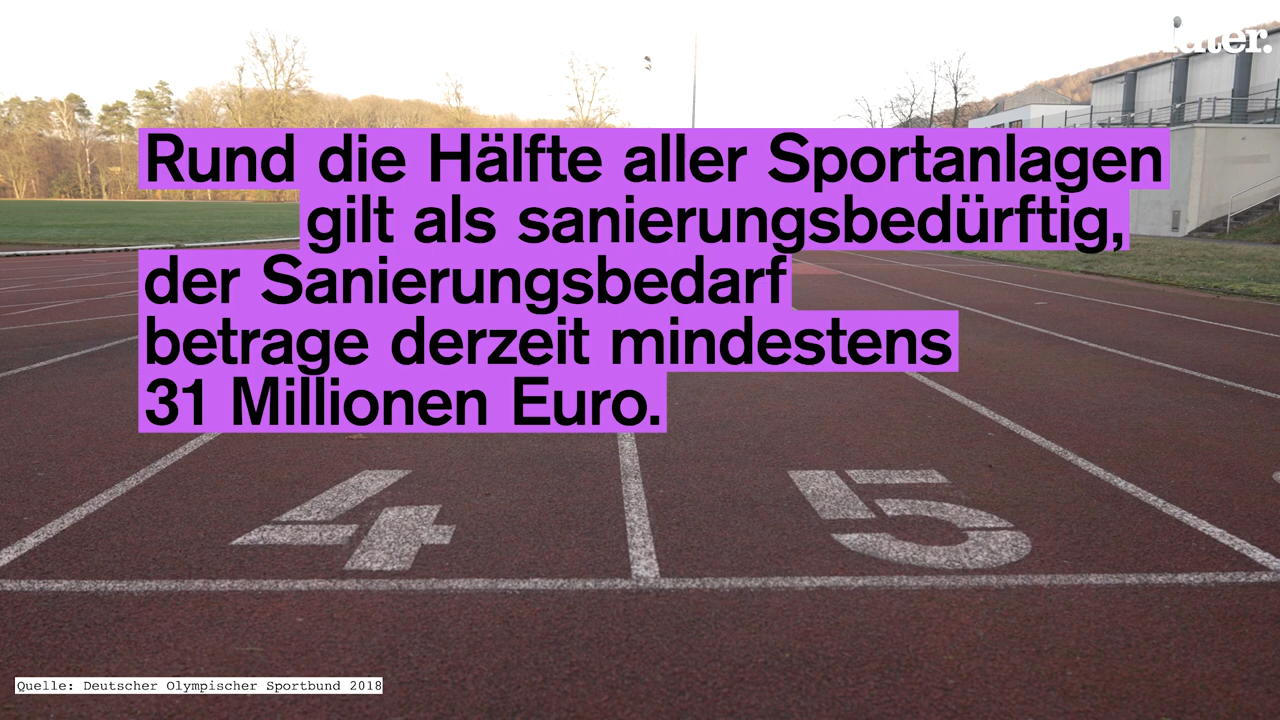 Rund die Hälfte aller Sportanlagen
gilt als sanierungsbedürftig,
der Sanierungsbedarf
betrage derzeit mindestens
31 Millionen Euro.
4 5
Quelle: Deutscher Olympischer Sportbund 2018